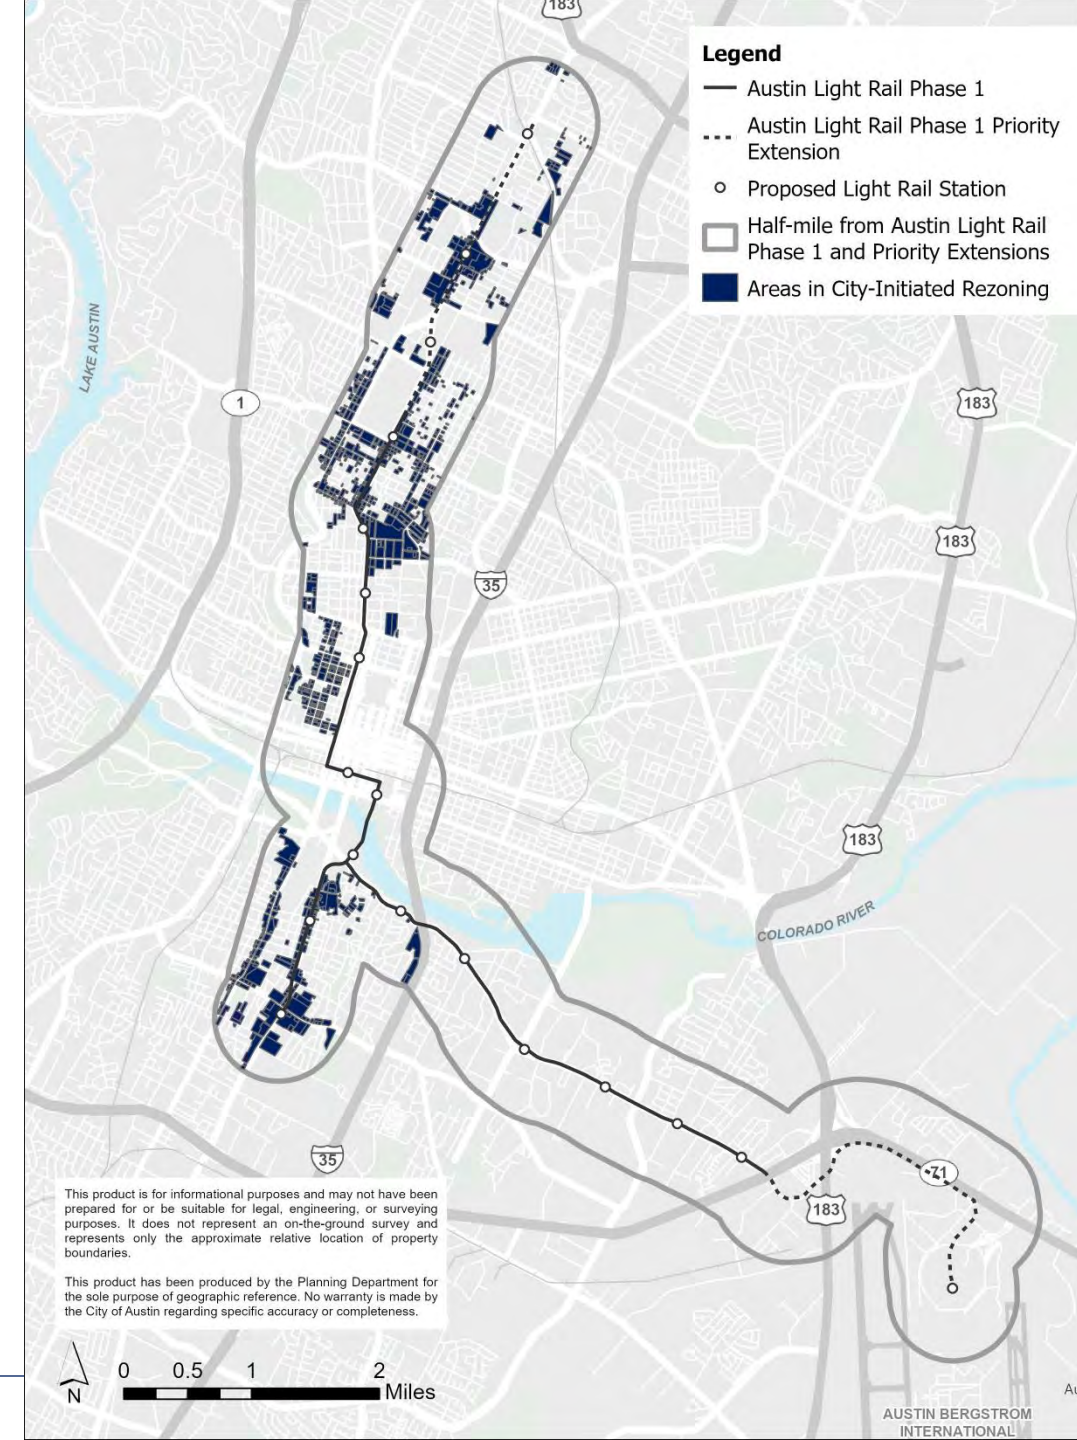 183
Legend
Austin Light Rail Phase 1
Austin Light Rail Phase 1 Priority
Extension
Proposed Light Rail Station
Half-mile from Austin Light Rail
Phase 1 and Priority Extensions
Areas in City-Initiated Rezoning
LAKE AUSTIN
1
183
183
35
183
COLORADO RIVER
35
71
183
This product is for informational purposes and may not have been
prepared for or be suitable for legal, engineering, or surveying
purposes. It does not represent an on-the-ground survey and
represents only the approximate relative location of property
boundaries.
This product has been produced by the Planning Department for
the sole purpose of geographic reference. No warranty is made by
the City of Austin regarding specific accuracy or completeness.
N
0 0.5 1 2
Miles
AUSTIN BERGSTROM
INTERNATIONAL